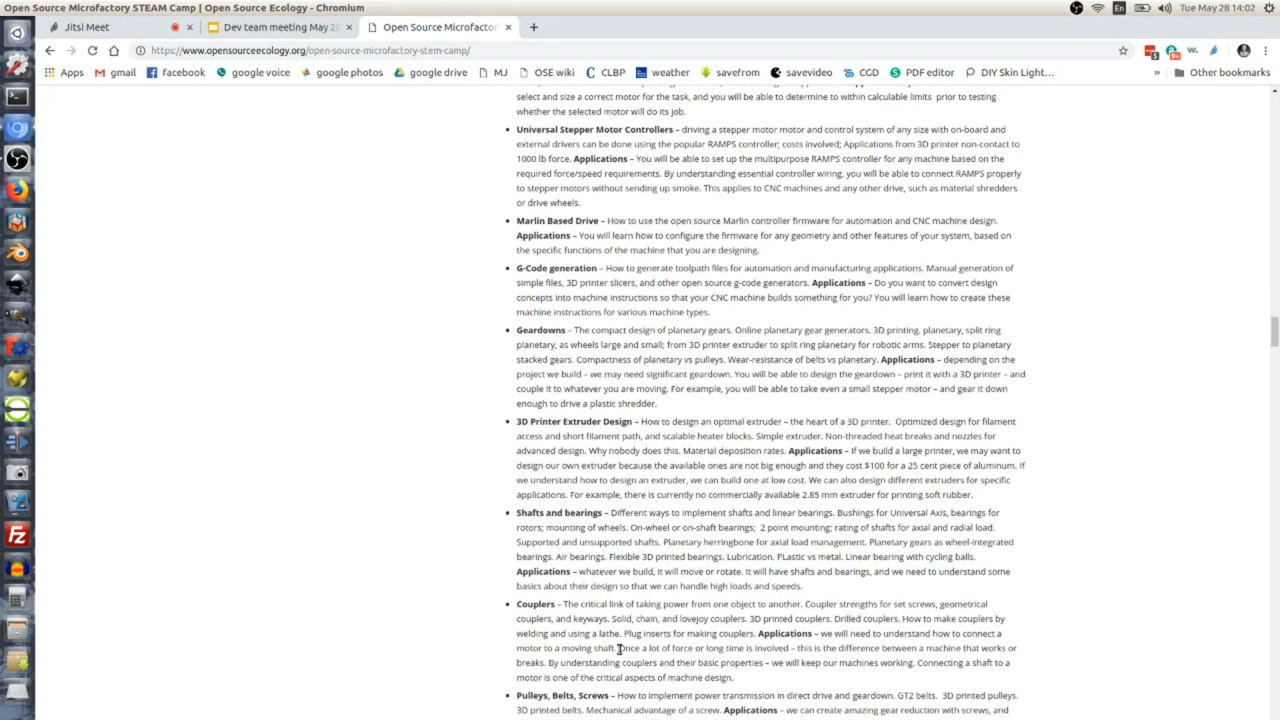 Open Source Microfactory STEAM Camp | Open Source Ecology - Chromium
En
Tue May 28 14:02
Jitsi Meet
Dev team meeting May 28
Open Source Microfactor
https://www.opensourceecology.org/open-source-microfactory-stem-camp/
Apps gmail facebook google voice google photos google drive MJ OSE wiki CLBP weather savefrom savevideo CGD PDF editor DIY Skin Light… » Other bookmarks
select and size a correct motor for the task, and you will be able to determine to within calculable limits prior to testing
whether the selected motor will do its job.
Universal Stepper Motor Controllers – driving a stepper motor motor and control system of any size with on-board and
external drivers can be done using the popular RAMPS controller; costs involved; Applications from 3D printer non-contact to
1000 lb force. Applications – You will be able to set up the multipurpose RAMPS controller for any machine based on the
required force/speed requirements. By understanding essential controller wiring, you will be able to connect RAMPS properly
to stepper motors without sending up smoke. This applies to CNC machines and any other drive, such as material shredders
or drive wheels.
Marlin Based Drive – How to use the open source Marlin controller firmware for automation and CNC machine design.
Applications – You will learn how to configure the firmware for any geometry and other features of your system, based on
the specific functions of the machine that you are designing.
G-Code generation – How to generate toolpath files for automation and manufacturing applications. Manual generation of
simple files, 3D printer slicers, and other open source g-code generators. Applications – Do you want to convert design
concepts into machine instructions so that your CNC machine builds something for you? You will learn how to create these
machine instructions for various machine types.
Geardowns – The compact design of planetary gears. Online planetary gear generators. 3D printing. planetary, split ring
planetary, as wheels large and small; from 3D printer extruder to split ring planetary for robotic arms. Stepper to planetary
stacked gears. Compactness of planetary vs pulleys. Wear-resistance of belts vs planetary. Applications – depending on the
project we build – we may need significant geardown. You will be able to design the geardown – print it with a 3D printer – and
couple it to whatever you are moving. For example, you will be able to take even a small stepper motor – and gear it down
enough to drive a plastic shredder.
3D Printer Extruder Design – How to design an optimal extruder – the heart of a 3D printer. Optimized design for filament
access and short filament path, and scalable heater blocks. Simple extruder. Non-threaded heat breaks and nozzles for
advanced design. Why nobody does this. Material deposition rates. Applications – If we build a large printer, we may want to
design our own extruder because the available ones are not big enough and they cost $100 for a 25 cent piece of aluminum. If
we understand how to design an extruder, we can build one at low cost. We can also design different extruders for specific
applications. For example, there is currently no commercially available 2.85 mm extruder for printing soft rubber.
Shafts and bearings – Different ways to implement shafts and linear bearings. Bushings for Universal Axis, bearings for
rotors; mounting of wheels. On-wheel or on-shaft bearings; 2 point mounting; rating of shafts for axial and radial load.
Supported and unsupported shafts. Planetary herringbone for axial load management. Planetary gears as wheel-integrated
bearings. Air bearings. Flexible 3D printed bearings. Lubrication. PLastic vs metal. Linear bearing with cycling balls.
Applications – whatever we build, it will move or rotate. It will have shafts and bearings, and we need to understand some
basics about their design so that we can handle high loads and speeds.
Couplers – The critical link of taking power from one object to another. Coupler strengths for set screws, geometrical
couplers, and keyways. Solid, chain, and lovejoy couplers. 3D printed couplers. Drilled couplers. How to make couplers by
welding and using a lathe. Plug inserts for making couplers. Applications – we will need to understand how to connect a
motor to a moving shaft. Once a lot of force or long time is involved – this is the difference between a machine that works or
breaks. By understanding couplers and their basic properties – we will keep our machines working. Connecting a shaft to a
motor is one of the critical aspects of machine design.
Pulleys, Belts, Screws – How to implement power transmission in direct drive and geardown. GT2 belts. 3D printed pulleys.
3D printed belts. Mechanical advantage of a screw. Applications – we can create amazing gear reduction with screws, and